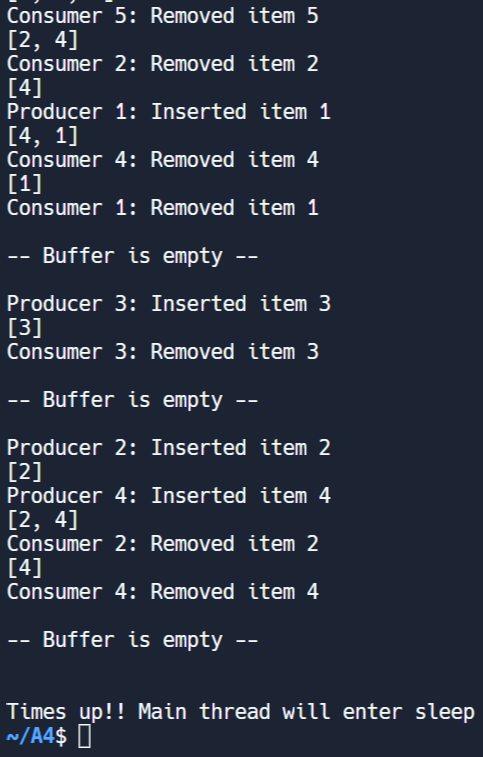 Consumer 5: Removed item 5
[2, 4]
Consumer 2: Removed item 2
[4]
Producer 1: Inserted item 1
[4, 1]
Consumer 4: Removed item 4
[1]
Consumer 1: Removed item 1
-- Buffer is empty --
Producer 3: Inserted item 3
[3]
Consumer 3: Removed item 3
-- Buffer is empty --
Producer 2: Inserted item 2
[2]
Producer 4: Inserted item 4
[2, 4]
Consumer 2: Removed item 2
[4]
Consumer 4: Removed item 4
-- Buffer is empty --
Times up!! Main thread will enter sleep
~/A4$